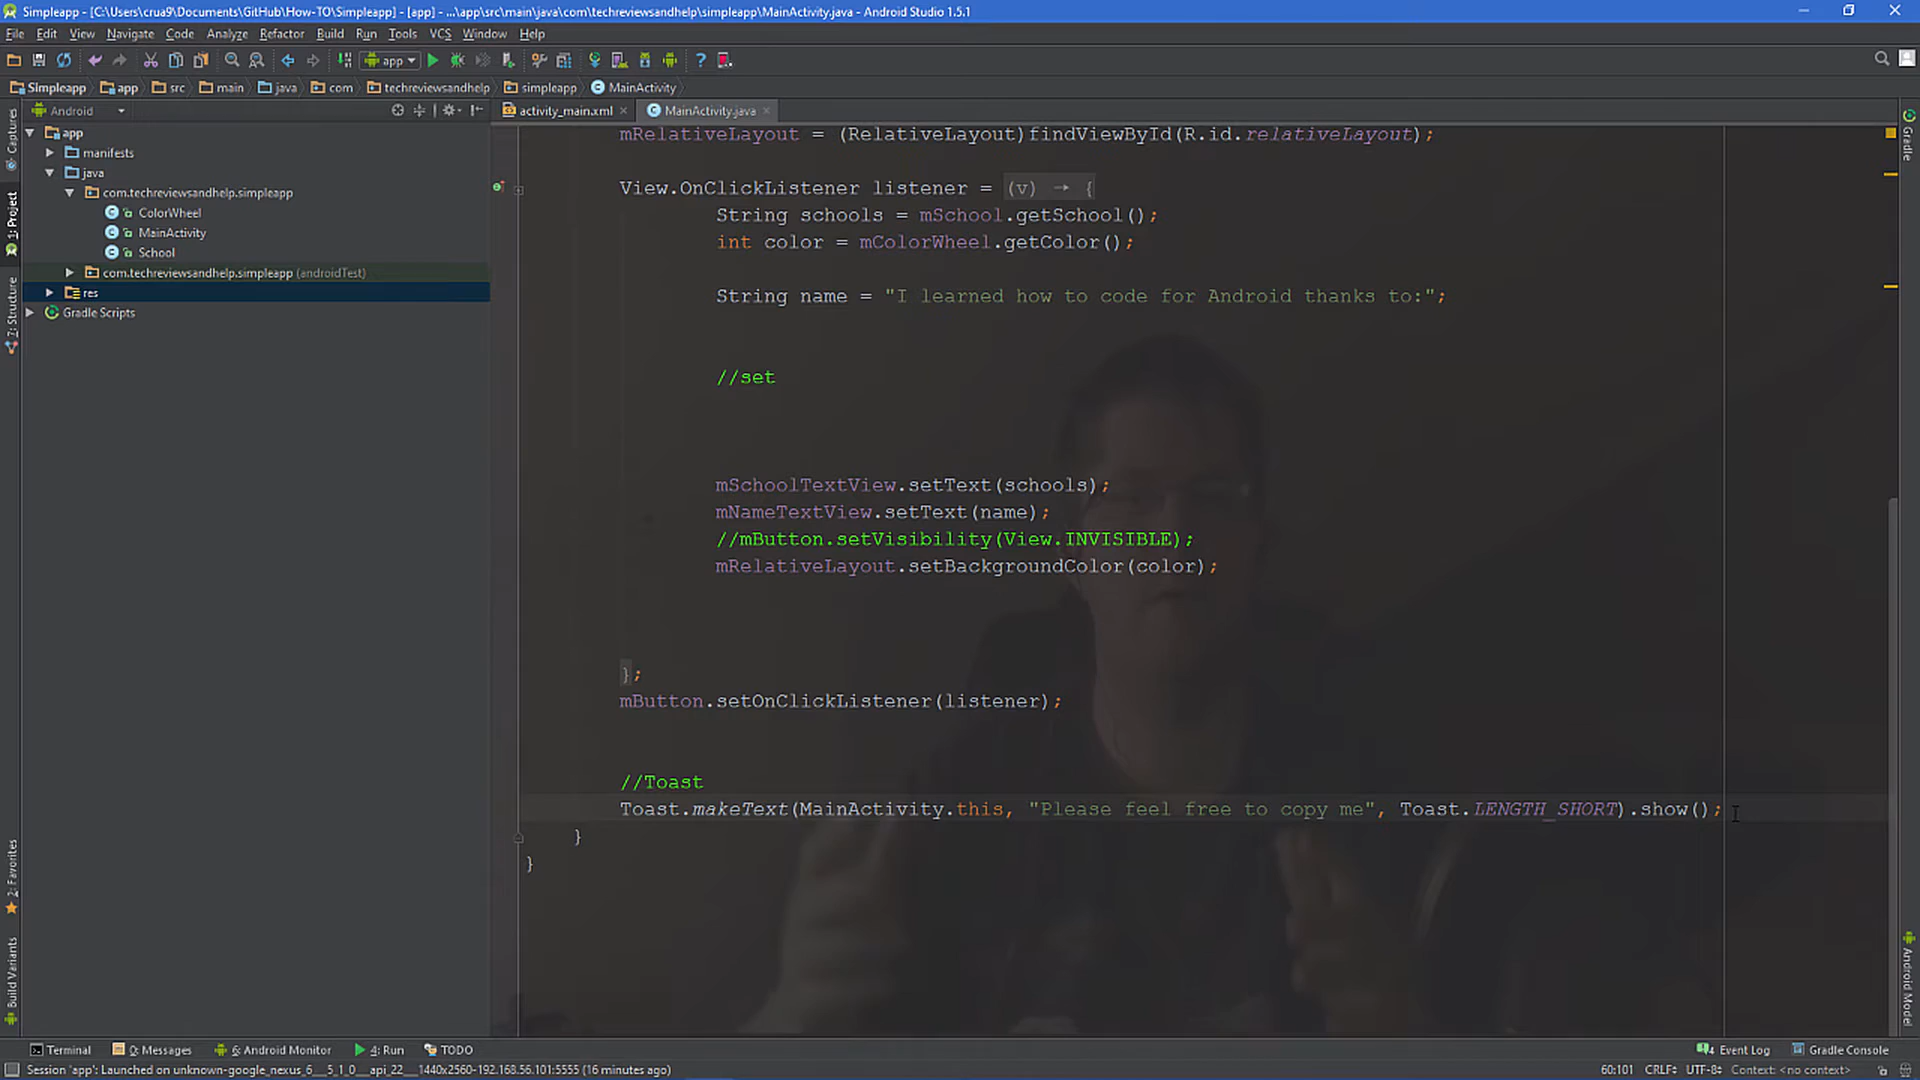 Simpleapp - [C:\Users\crua9\Documents\GitHub\How-TO\Simpleapp] - [app] - ...\app\src\main\java\com\techreviewsandhelp\simpleapp\MainActivity.java - Android Studio 1.5.1
File Edit View Navigate Code Analyze Refactor Build Run Tools VCS Window Help
app
Simpleapp app src main java com techreviewsandhelp simpleapp MainActivity
Android
activity_main.xml MainActivity.java
app
manifests
java
com.techreviewsandhelp.simpleapp
ColorWheel
MainActivity
School
com.techreviewsandhelp.simpleapp (androidTest)
res
Gradle Scripts
Captures
1: Project
7: Structure
2: Favorites
Build Variants
mRelativeLayout = (RelativeLayout)findViewById(R.id.relativeLayout);
View.OnClickListener listener = (v) → {
String schools = mSchool.getSchool();
int color = mColorWheel.getColor();
String name = "I learned how to code for Android thanks to:";
//set
mSchoolTextView.setText(schools);
mNameTextView.setText(name);
//mButton.setVisibility(View.INVISIBLE);
mRelativeLayout.setBackgroundColor(color);
};
mButton.setOnClickListener(listener);
//Toast
Toast.makeText(MainActivity.this, "Please feel free to copy me", Toast.LENGTH_SHORT).show();
}
}
Gradle
Android Model
Terminal 0: Messages 6: Android Monitor 4: Run TODO
Event Log Gradle Console
Session 'app': Launched on unknown-google_nexus_6___5_1_0___api_22___1440x2560-192.168.56.101:5555 (16 minutes ago)
60:101 CRLF UTF-8 Context: <no context>